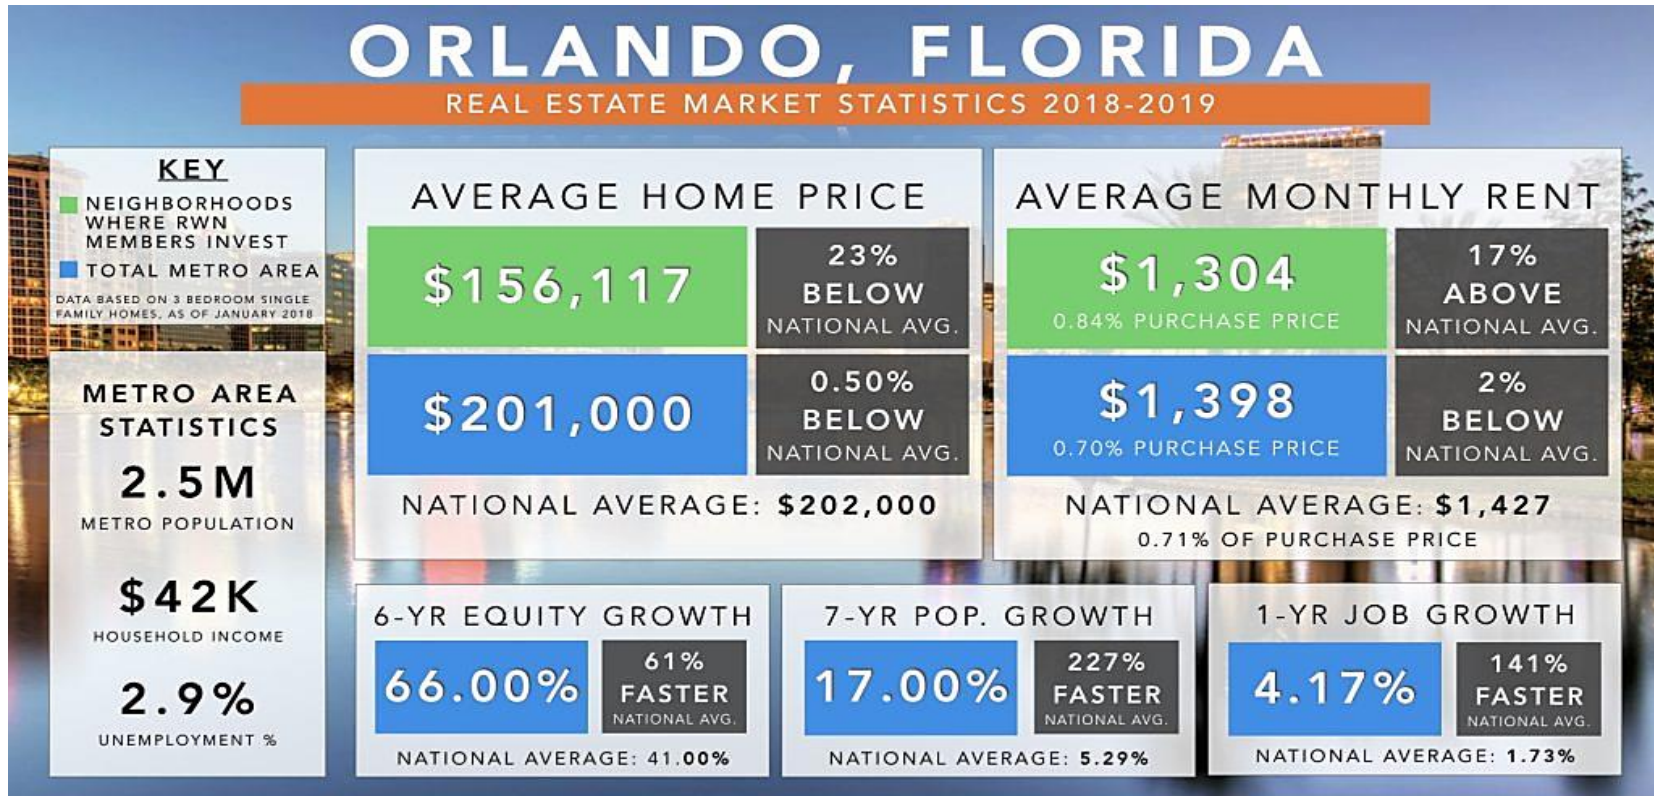 ORLANDO, FLORIDA
REAL ESTATE MARKET STATISTICS 2018-2019
KEY
NEIGHBORHOODS
WHERE RWN
MEMBERS INVEST
TOTAL METRO AREA
DATA BASED ON 3 BEDROOM SINGLE
FAMILY HOMES, AS OF JANUARY 2018
METRO AREA
STATISTICS
2.5M
METRO POPULATION
$42K
HOUSEHOLD INCOME
2.9%
UNEMPLOYMENT %
AVERAGE HOME PRICE
$156,117
23%
BELOW
NATIONAL AVG.
$201,000
0.50%
BELOW
NATIONAL AVG.
NATIONAL AVERAGE: $202,000
AVERAGE MONTHLY RENT
$1,304
0.84% PURCHASE PRICE
17%
ABOVE
NATIONAL AVG.
$1,398
0.70% PURCHASE PRICE
2%
BELOW
NATIONAL AVG.
NATIONAL AVERAGE: $1,427
0.71% OF PURCHASE PRICE
6-YR EQUITY GROWTH
66.00%
61%
FASTER
NATIONAL AVG.
NATIONAL AVERAGE: 41.00%
7-YR POP. GROWTH
17.00%
227%
FASTER
NATIONAL AVG.
NATIONAL AVERAGE: 5.29%
1-YR JOB GROWTH
4.17%
141%
FASTER
NATIONAL AVG.
NATIONAL AVERAGE: 1.73%